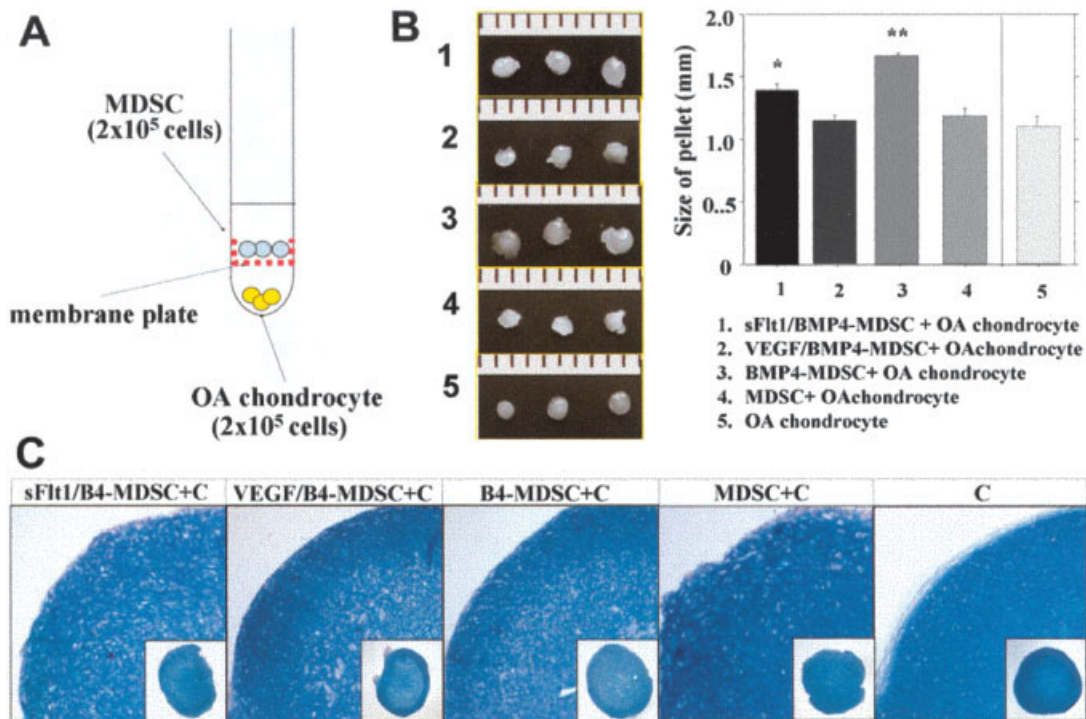 A
MDSC
(2x10⁵ cells)
membrane plate
OA chondrocyte
(2x10⁵ cells)
B
1
2
3
4
5
Size of pellet (mm)
2.0
1.5
1.0
0..5
0
*
**
1 2 3 4 5
1. sFlt1/BMP4-MDSC + OA chondrocyte
2. VEGF/BMP4-MDSC+ OAchondrocyte
3. BMP4-MDSC+ OA chondrocyte
4. MDSC+ OAchondrocyte
5. OA chondrocyte
C
sFlt1/B4-MDSC+C VEGF/B4-MDSC+C B4-MDSC+C MDSC+C C